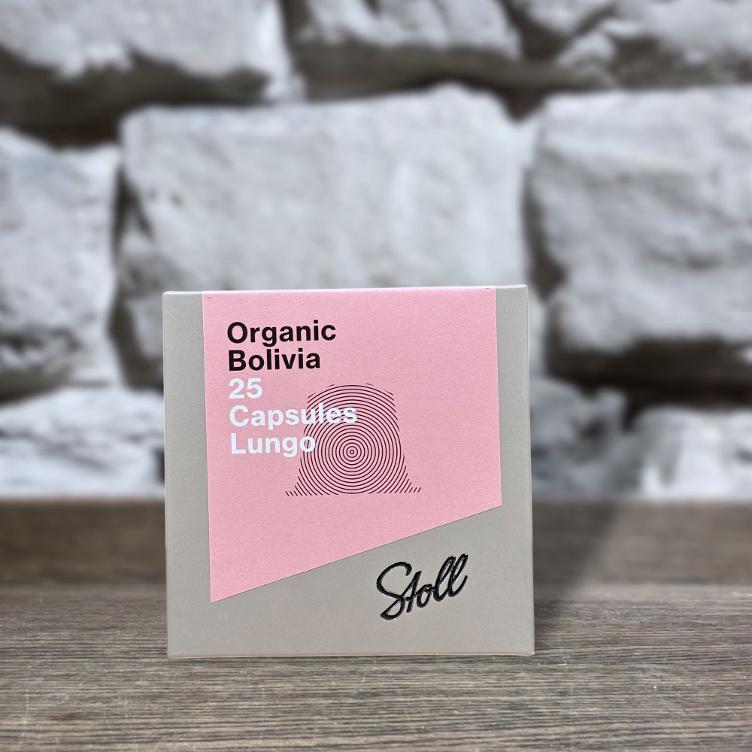 Organic
Bolivia
25
Capsules
Lungo
Stoll